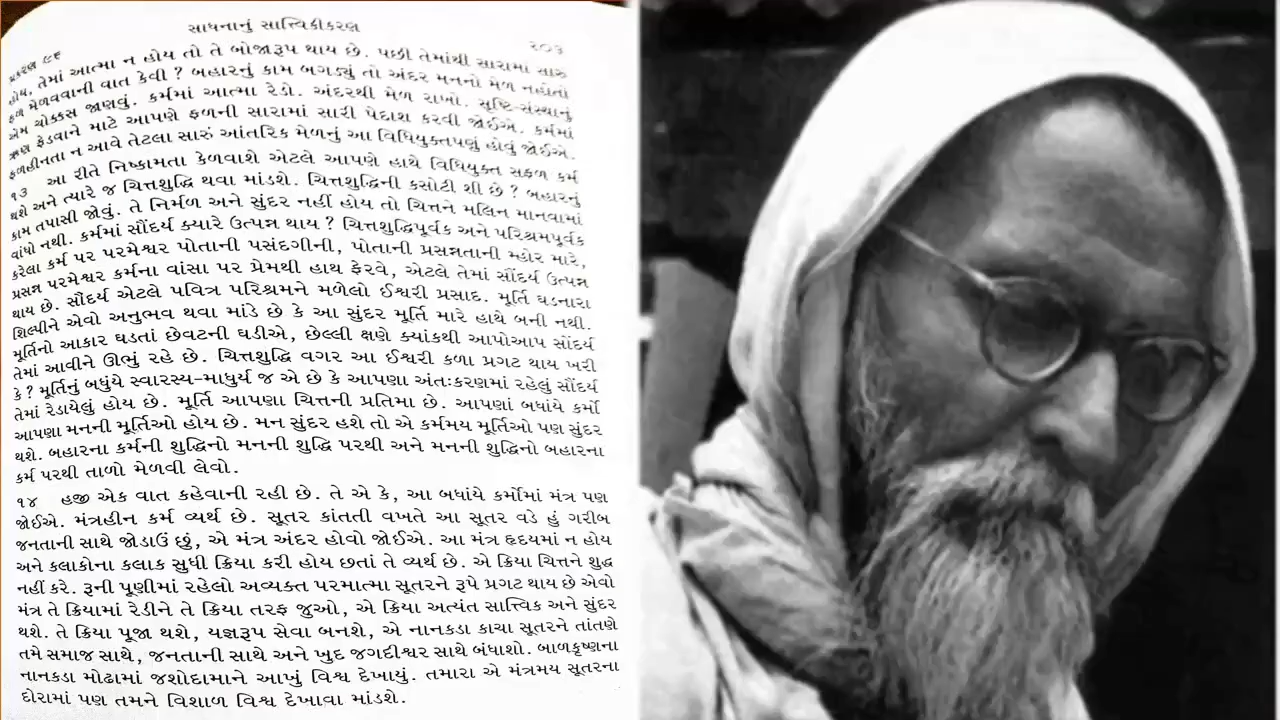 સાધનાનું સાત્ત્વિકીકરણ
પ્રકરણ ૯૬ ૨૦૩
હોય, તેમાં આત્મા ન હોય તો તે બોજારૂપ થાય છે. પછી તેમાંથી સારામાં સારું
ફળ મેળવવાની વાત કેવી ? બહારનું કામ બગડ્યું તો અંદર મનનો મેળ નહોતો
એમ ચોક્કસ જાણવું. કર્મમાં આત્મા રેડો. અંદરથી મેળ રાખો. સૃષ્ટિ-સંસ્થાનું
ઋણ ફેડવાને માટે આપણે ફળની સારામાં સારી પેદાશ કરવી જોઈએ. કર્મમાં
ફળહીનતા ન આવે તેટલા સારું આંતરિક મેળનું આ વિધિયુક્તપણું હોવું જોઈએ.
૧૩ આ રીતે નિષ્કામતા કેળવાશે એટલે આપણે હાથે વિધિયુક્ત સફળ કર્મ
થશે અને ત્યારે જ ચિત્તશુદ્ધિ થવા માંડશે. ચિત્તશુદ્ધિની કસોટી શી છે ? બહારનું
કામ તપાસી જોવું. તે નિર્મળ અને સુંદર નહીં હોય તો ચિત્તને મલિન માનવામાં
વાંધો નથી. કર્મમાં સૌંદર્ય ક્યારે ઉત્પન્ન થાય ? ચિત્તશુદ્ધિપૂર્વક અને પરિશ્રમપૂર્વક
કરેલા કર્મ પર પરમેશ્વર પોતાની પસંદગીની, પોતાની પ્રસન્નતાની મ્હોર મારે,
પ્રસન્ન પરમેશ્વર કર્મના વાંસા પર પ્રેમથી હાથ ફેરવે, એટલે તેમાં સૌંદર્ય ઉત્પન્ન
થાય છે. સૌંદર્ય એટલે પવિત્ર પરિશ્રમને મળેલો ઈશ્વરી પ્રસાદ. મૂર્તિ ઘડનારા
શિલ્પીને એવો અનુભવ થવા માંડે છે કે આ સુંદર મૂર્તિ મારે હાથે બની નથી.
મૂર્તિનો આકાર ઘડતાં છેવટની ઘડીએ, છેલ્લી ક્ષણે ક્યાંકથી આપોઆપ સૌંદર્ય
તેમાં આવીને ઊભું રહે છે. ચિત્તશુદ્ધિ વગર આ ઈશ્વરી કળા પ્રગટ થાય ખરી
કે ? મૂર્તિનું બધુંયે સ્વારસ્ય-માધુર્ય જ એ છે કે આપણા અંતઃકરણમાં રહેલું સૌંદર્ય
તેમાં રેડાયેલું હોય છે. મૂર્તિ આપણા ચિત્તની પ્રતિમા છે. આપણાં બધાંયે કર્મો
આપણા મનની મૂર્તિઓ હોય છે. મન સુંદર હશે તો એ કર્મમય મૂર્તિઓ પણ સુંદર
થશે. બહારના કર્મની શુદ્ધિનો મનની શુદ્ધિ પરથી અને મનની શુદ્ધિનો બહારના
કર્મ પરથી તાળો મેળવી લેવો.
૧૪ હજી એક વાત કહેવાની રહી છે. તે એ કે, આ બધાંયે કર્મોમાં મંત્ર પણ
જોઈએ. મંત્રહીન કર્મ વ્યર્થ છે. સૂતર કાંતતી વખતે આ સૂતર વડે હું ગરીબ
જનતાની સાથે જોડાઉં છું, એ મંત્ર અંદર હોવો જોઈએ. આ મંત્ર હૃદયમાં ન હોય
અને કલાકોના કલાક સુધી ક્રિયા કરી હોય છતાં તે વ્યર્થ છે. એ ક્રિયા ચિત્તને શુદ્ધ
નહીં કરે. રૂની પૂણીમાં રહેલો અવ્યક્ત પરમાત્મા સૂતરને રૂપે પ્રગટ થાય છે એવો
મંત્ર તે ક્રિયામાં રેડીને તે ક્રિયા તરફ જુઓ, એ ક્રિયા અત્યંત સાત્ત્વિક અને સુંદર
થશે. તે ક્રિયા પૂજા થશે, યજ્ઞરૂપ સેવા બનશે, એ નાનકડા કાચા સૂતરને તાંતણે
તમે સમાજ સાથે, જનતાની સાથે અને ખુદ જગદીશ્વર સાથે બંધાશો. બાળકૃષ્ણના
નાનકડા મોઢામાં જશોદામાને આખું વિશ્વ દેખાયું. તમારા એ મંત્રમય સૂતરના
દોરામાં પણ તમને વિશાળ વિશ્વ દેખાવા માંડશે.